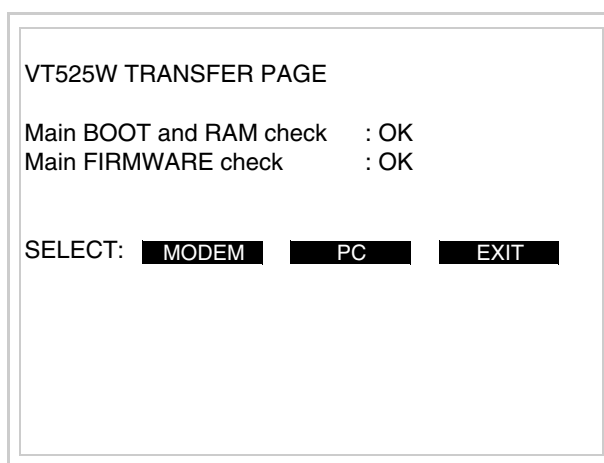 VT525W TRANSFER PAGE
Main BOOT and RAM check : OK
Main FIRMWARE check : OK
SELECT: MODEM PC EXIT